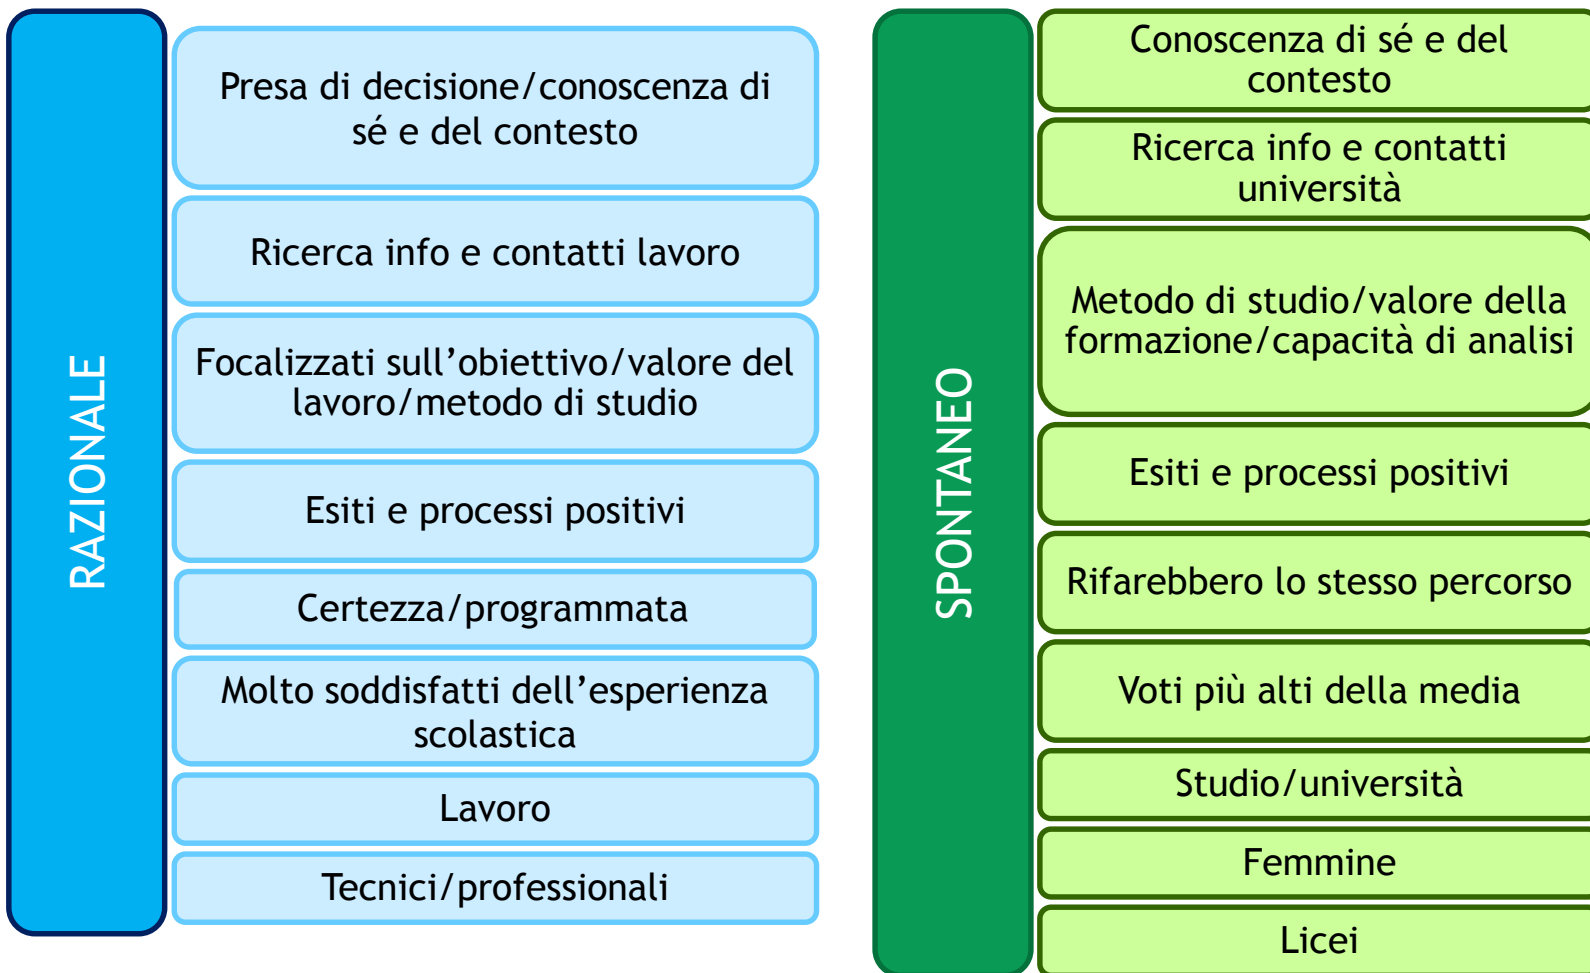 RAZIONALE
Presa di decisione/conoscenza di
sé e del contesto
Ricerca info e contatti lavoro
Focalizzati sull’obiettivo/valore del
lavoro/metodo di studio
Esiti e processi positivi
Certezza/programmata
Molto soddisfatti dell’esperienza
scolastica
Lavoro
Tecnici/professionali
SPONTANEO
Conoscenza di sé e del
contesto
Ricerca info e contatti
università
Metodo di studio/valore della
formazione/capacità di analisi
Esiti e processi positivi
Rifarebbero lo stesso percorso
Voti più alti della media
Studio/università
Femmine
Licei